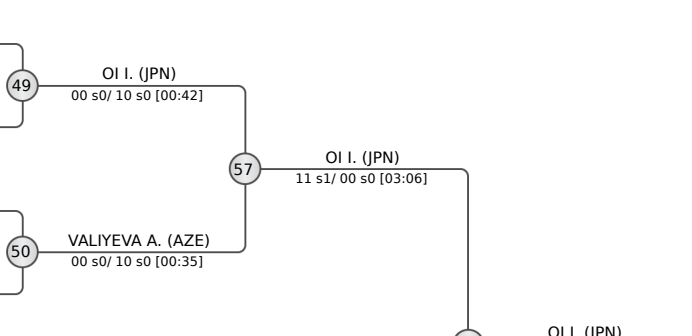 OI I. (JPN)
49
00 s0/ 10 s0 [00:42]
OI I. (JPN)
57
11 s1/ 00 s0 [03:06]
VALIYEVA A. (AZE)
50
00 s0/ 10 s0 [00:35]
OI I. (JPN)